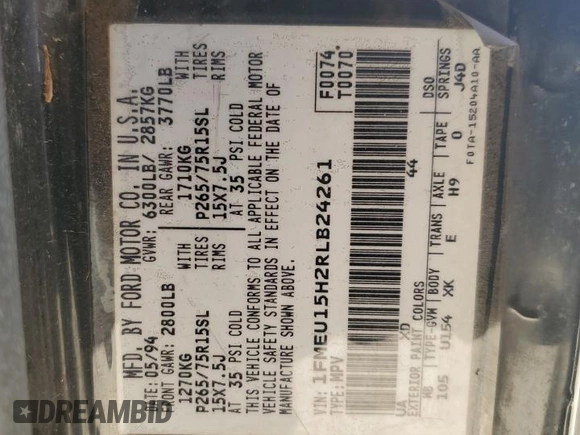 MFD. BY FORD MOTOR CO. IN U.S.A.
DATE: 05/94 GVWR: 6300LB/ 2857KG
FRONT GAWR: 2800LB REAR GAWR: 3770LB
1270KG WITH 1710KG WITH
P265/75R15SL TIRES P265/75R15SL TIRES
15X7.5J RIMS 15X7.5J RIMS
AT 35 PSI COLD AT 35 PSI COLD
THIS VEHICLE CONFORMS TO ALL APPLICABLE FEDERAL MOTOR
VEHICLE SAFETY STANDARDS IN EFFECT ON THE DATE OF
MANUFACTURE SHOWN ABOVE.
VIN: 1FMEU15H2RLB24261 F0074
TYPE: MPV T0070
UA XD 44
EXTERIOR PAINT COLORS DSO
WB TYPE-GVM BODY TRANS AXLE TAPE SPRINGS
105 U154 XK E H9 0 J4D
F0TA-15204A10-AA
DREAMBID